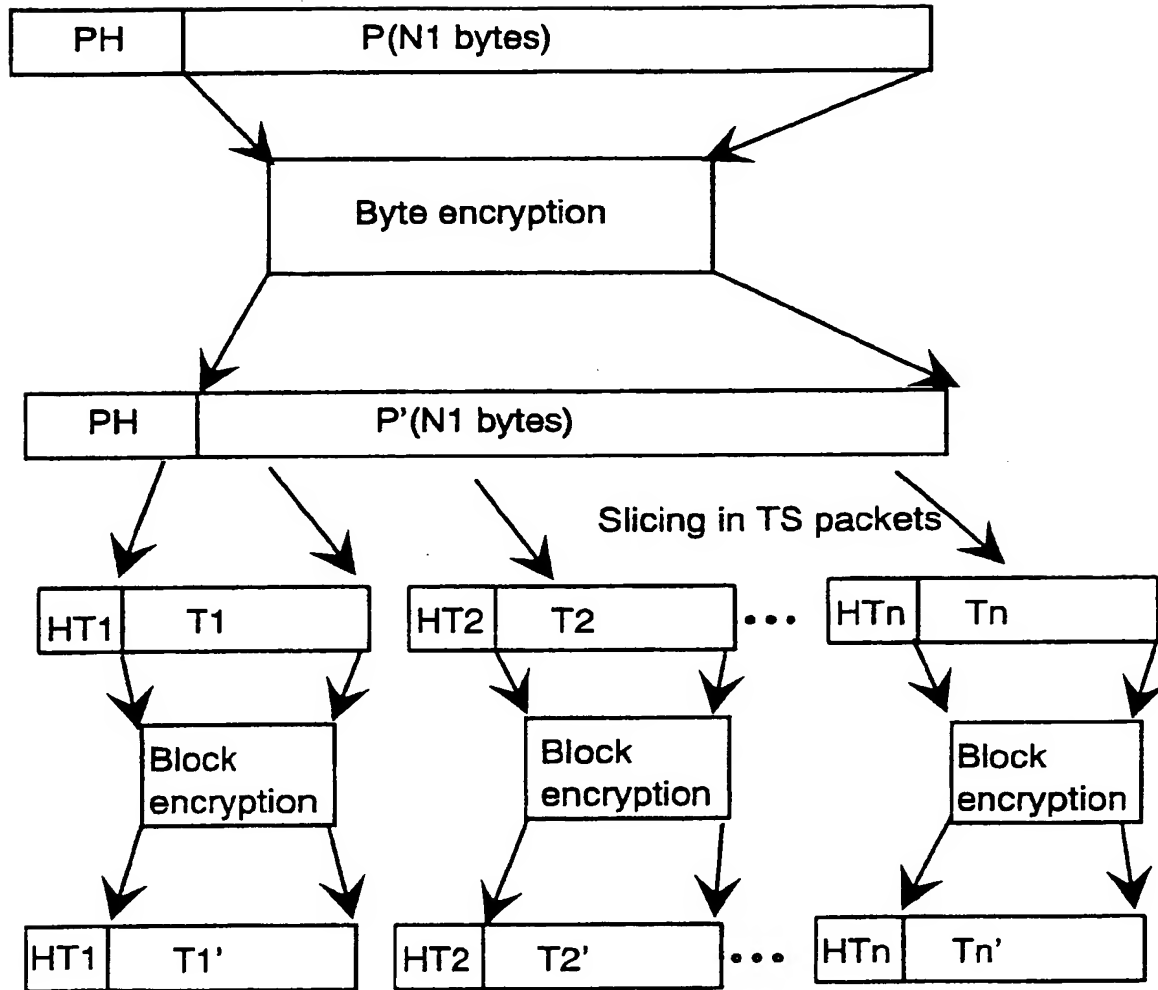 PH P(N1 bytes)
Byte encryption
PH P'(N1 bytes)
Slicing in TS packets
HT1 T1 HT2 T2 ••• HTn Tn
Block encryption Block encryption Block encryption
HT1 T1' HT2 T2' ••• HTn Tn'